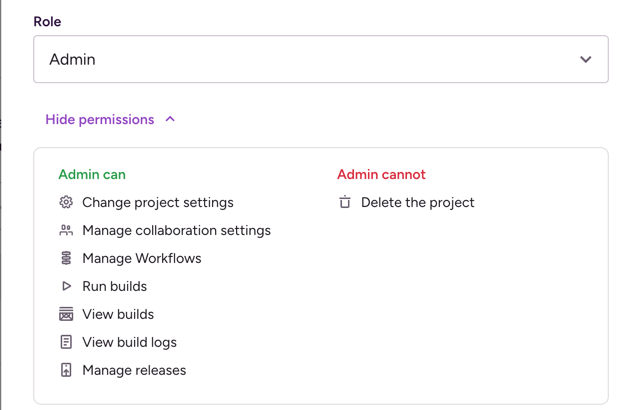 Role
Admin
Hide permissions
Admin can
Change project settings
Manage collaboration settings
Manage Workflows
Run builds
View builds
View build logs
Manage releases
Admin cannot
Delete the project